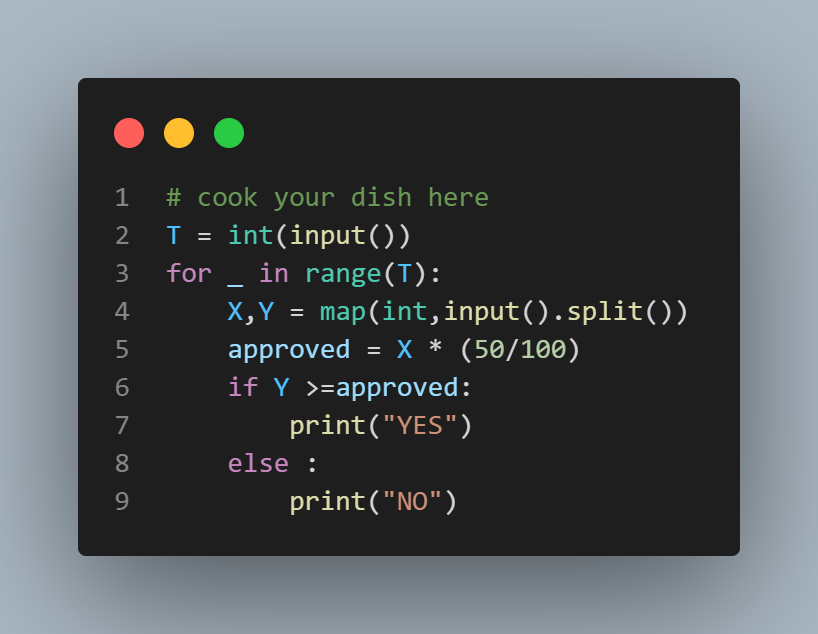 1 # cook your dish here
2 T = int(input())
3 for _ in range(T):
4     X,Y = map(int,input().split())
5     approved = X * (50/100)
6     if Y >=approved:
7         print("YES")
8     else :
9         print("NO")